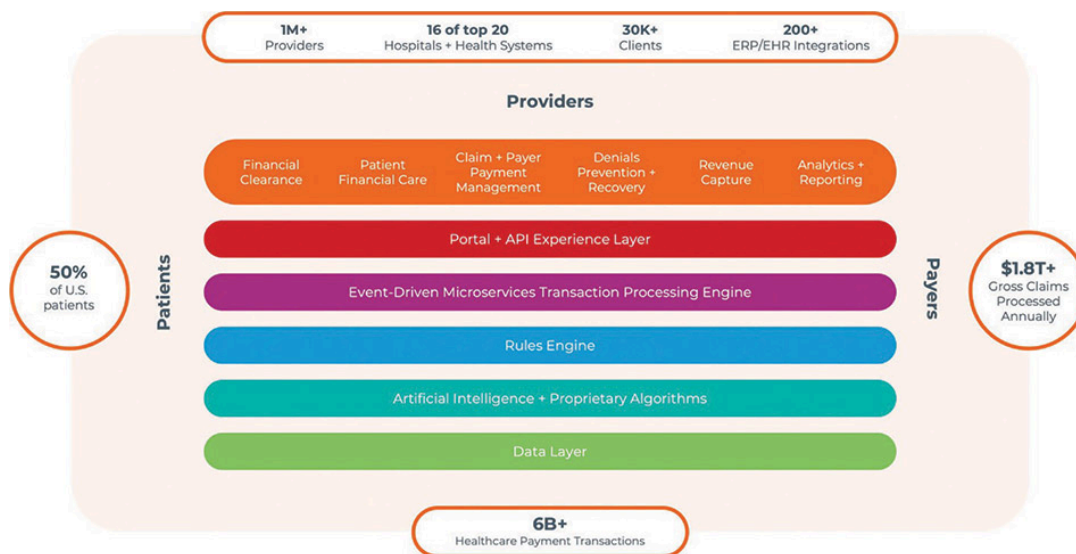 1M+
Providers
16 of top 20
Hospitals + Health Systems
30K+
Clients
200+
ERP/EHR Integrations
Providers
Financial
Clearance
Patient
Financial Care
Claim + Payer
Payment
Management
Denials
Prevention +
Recovery
Revenue
Capture
Analytics +
Reporting
Portal + API Experience Layer
50%
of U.S.
patients
Patients
Event-Driven Microservices Transaction Processing Engine
Payers
$1.8T+
Gross Claims
Processed
Annually
Rules Engine
Artificial Intelligence + Proprietary Algorithms
Data Layer
6B+
Healthcare Payment Transactions